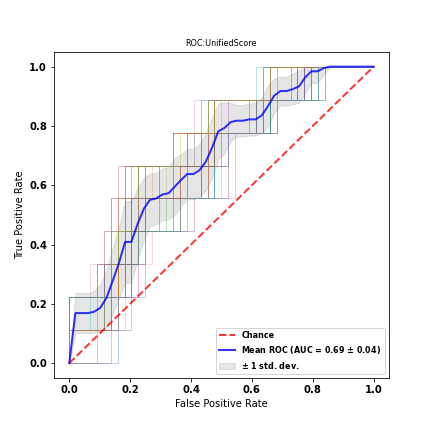 ROC:UnifiedScore
1.0
0.8
0.6
0.4
0.2
0.0
True Positive Rate
0.0 0.2 0.4 0.6 0.8 1.0
False Positive Rate
Chance
Mean ROC (AUC = 0.69 ± 0.04)
± 1 std. dev.